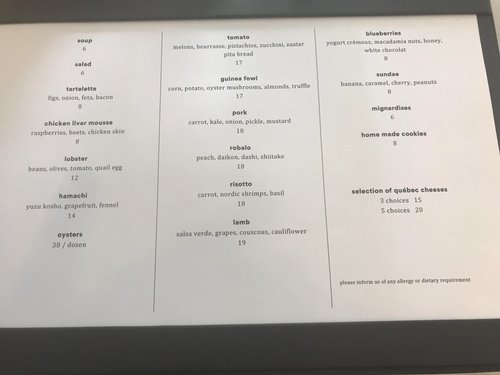 soup
6
salad
6
tartelette
figs, onion, feta, bacon
8
chicken liver mousse
raspberries, beets, chicken skin
8
lobster
beans, olives, tomato, quail egg
12
hamachi
yuzu kosho, grapefruit, fennel
14
oysters
38 / dozen
tomato
melons, beurrasse, pistachios, zucchini, zaatar
pita bread
17
guinea fowl
corn, potato, oyster mushrooms, almonds, truffle
17
pork
carrot, kale, onion, pickle, mustard
18
robalo
peach, daikon, dashi, shiitake
18
risotto
carrot, nordic shrimps, basil
18
lamb
salsa verde, grapes, couscous, cauliflower
19
blueberries
yogurt crémeux, macadamia nuts, honey,
white chocolat
8
sundae
banana, caramel, cherry, peanuts
8
mignardises
6
home made cookies
8
selection of québec cheeses
3 choices 15
5 choices 20
please inform us of any allergy or dietary requirement